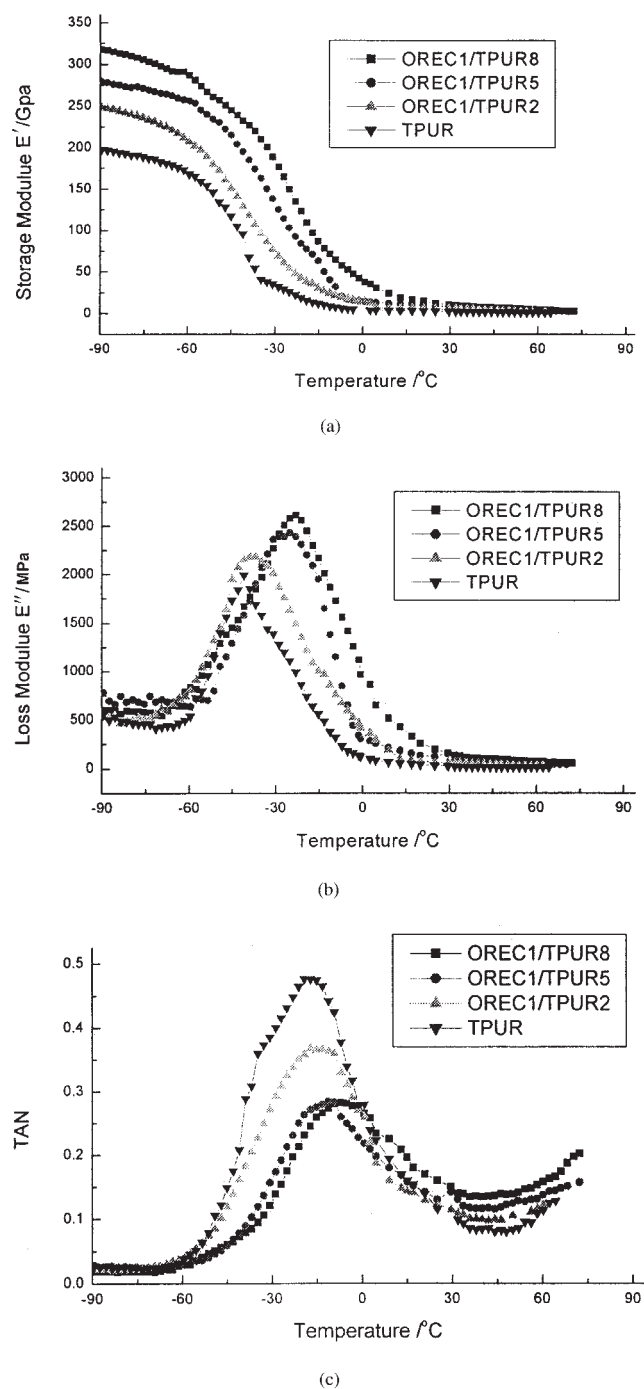 350
300
250
200
150
100
50
0
Storage Modulue E′/Gpa
OREC1/TPUR8
OREC1/TPUR5
OREC1/TPUR2
TPUR
-90 -60 -30 0 30 60 90
Temperature /°C
(a)
3000
2500
2000
1500
1000
500
0
Loss Modulue E″/MPa
OREC1/TPUR8
OREC1/TPUR5
OREC1/TPUR2
TPUR
-90 -60 -30 0 30 60 90
Temperature /°C
(b)
0.5
0.4
0.3
0.2
0.1
0.0
TAN
OREC1/TPUR8
OREC1/TPUR5
OREC1/TPUR2
TPUR
-90 -60 -30 0 30 60 90
Temperature /°C
(c)